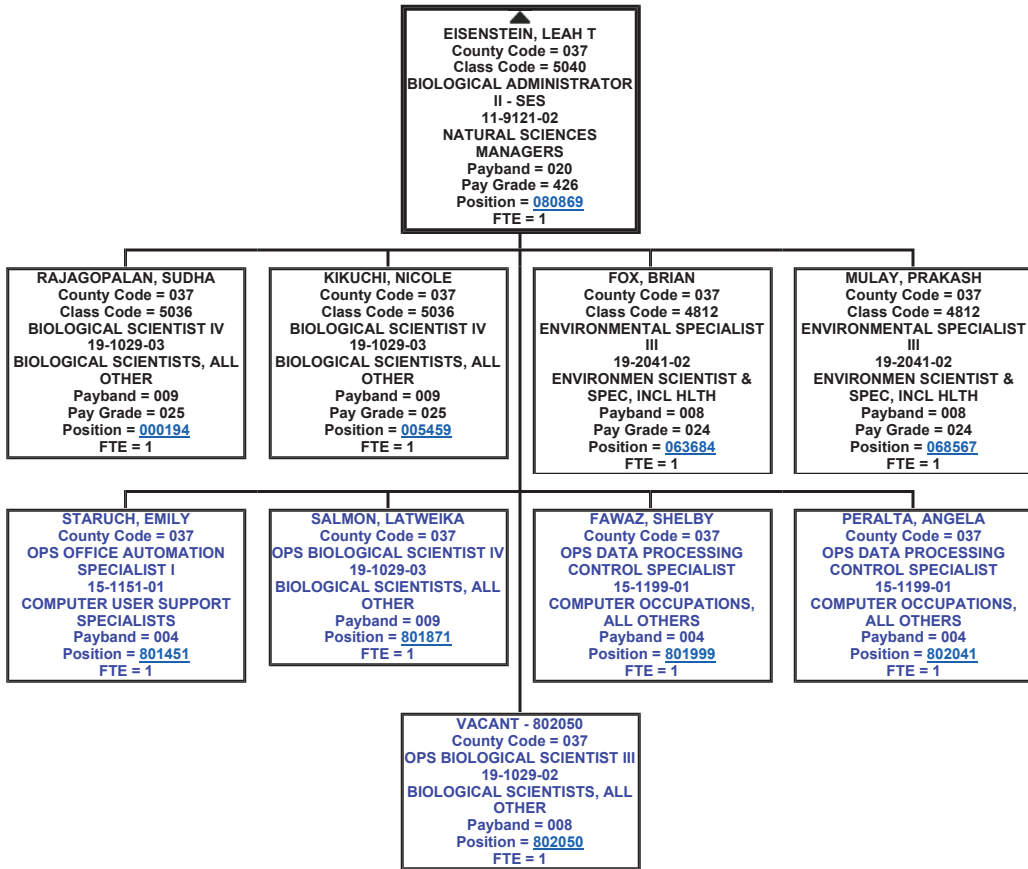 EISENSTEIN, LEAH T
County Code = 037
Class Code = 5040
BIOLOGICAL ADMINISTRATOR
II - SES
11-9121-02
NATURAL SCIENCES
MANAGERS
Payband = 020
Pay Grade = 426
Position = 080869
FTE = 1
RAJAGOPALAN, SUDHA
County Code = 037
Class Code = 5036
BIOLOGICAL SCIENTIST IV
19-1029-03
BIOLOGICAL SCIENTISTS, ALL
OTHER
Payband = 009
Pay Grade = 025
Position = 000194
FTE = 1
KIKUCHI, NICOLE
County Code = 037
Class Code = 5036
BIOLOGICAL SCIENTIST IV
19-1029-03
BIOLOGICAL SCIENTISTS, ALL
OTHER
Payband = 009
Pay Grade = 025
Position = 005459
FTE = 1
FOX, BRIAN
County Code = 037
Class Code = 4812
ENVIRONMENTAL SPECIALIST
III
19-2041-02
ENVIRONMEN SCIENTIST &
SPEC, INCL HLTH
Payband = 008
Pay Grade = 024
Position = 063684
FTE = 1
MULAY, PRAKASH
County Code = 037
Class Code = 4812
ENVIRONMENTAL SPECIALIST
III
19-2041-02
ENVIRONMEN SCIENTIST &
SPEC, INCL HLTH
Payband = 008
Pay Grade = 024
Position = 068567
FTE = 1
STARUCH, EMILY
County Code = 037
OPS OFFICE AUTOMATION
SPECIALIST I
15-1151-01
COMPUTER USER SUPPORT
SPECIALISTS
Payband = 004
Position = 801451
FTE = 1
SALMON, LATWEIKA
County Code = 037
OPS BIOLOGICAL SCIENTIST IV
19-1029-03
BIOLOGICAL SCIENTISTS, ALL
OTHER
Payband = 009
Position = 801871
FTE = 1
FAWAZ, SHELBY
County Code = 037
OPS DATA PROCESSING
CONTROL SPECIALIST
15-1199-01
COMPUTER OCCUPATIONS,
ALL OTHERS
Payband = 004
Position = 801999
FTE = 1
PERALTA, ANGELA
County Code = 037
OPS DATA PROCESSING
CONTROL SPECIALIST
15-1199-01
COMPUTER OCCUPATIONS,
ALL OTHERS
Payband = 004
Position = 802041
FTE = 1
VACANT - 802050
County Code = 037
OPS BIOLOGICAL SCIENTIST III
19-1029-02
BIOLOGICAL SCIENTISTS, ALL
OTHER
Payband = 008
Position = 802050
FTE = 1